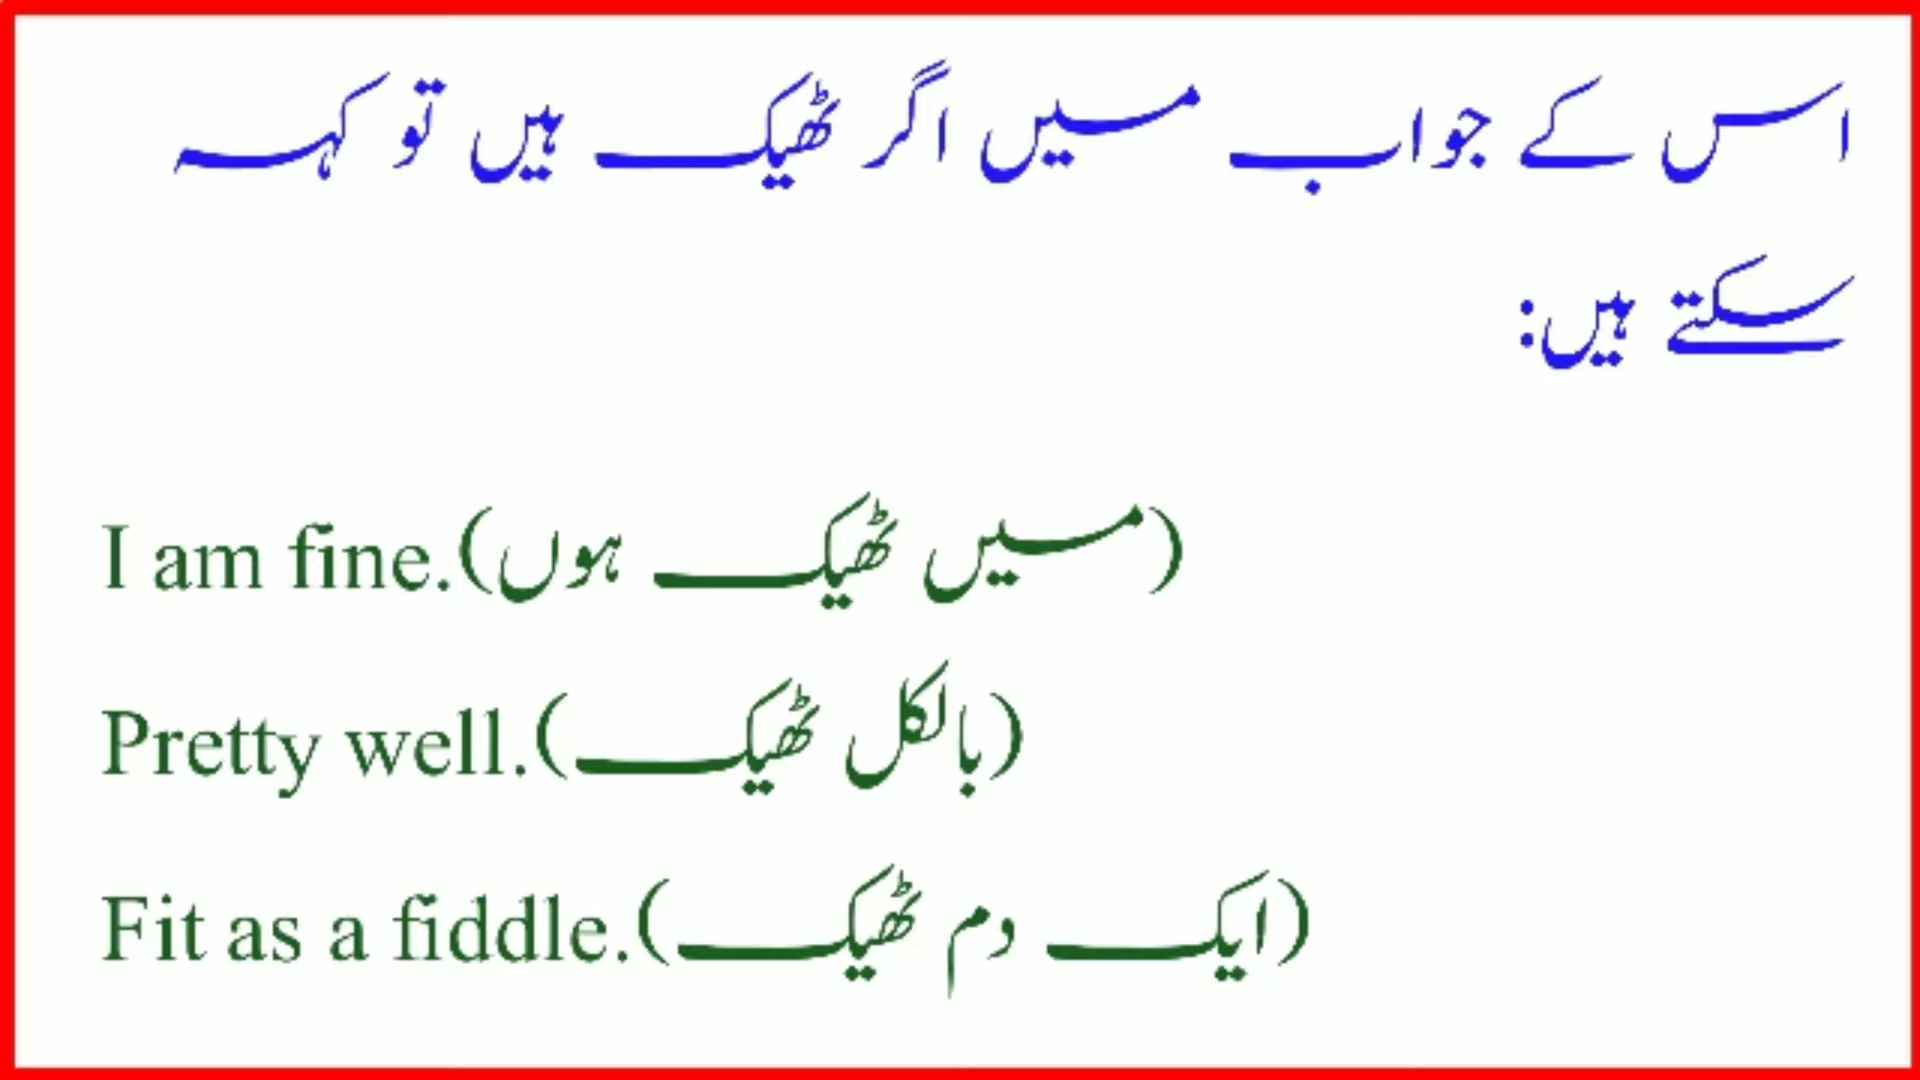 اس کے جواب میں اگر ٹھیک ہیں تو کہہ
سکتے ہیں:
I am fine.(میں ٹھیک ہوں)
Pretty well.(بالکل ٹھیک)
Fit as a fiddle.(ایک دم ٹھیک)